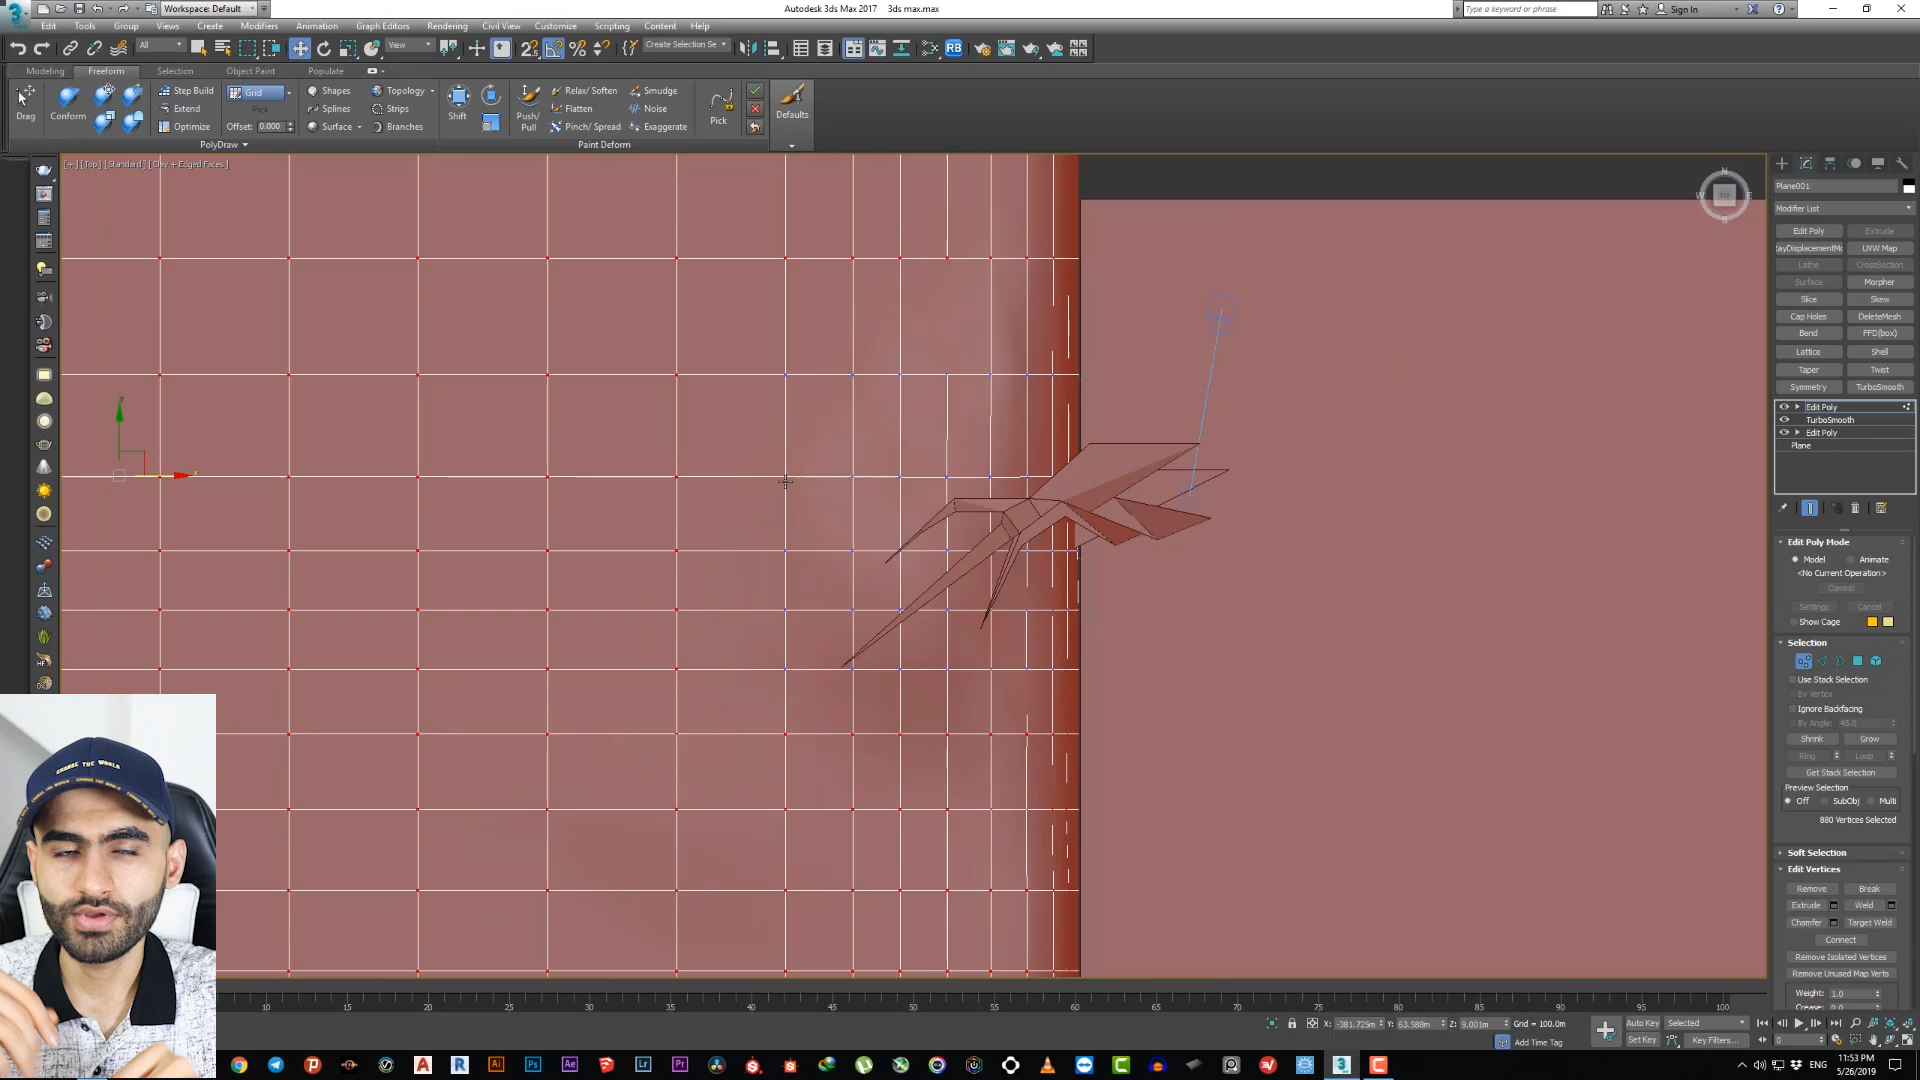 Workspace: Default
Autodesk 3ds Max 2017    3ds max.max
Type a keyword or phrase
Sign In
Edit Tools Group Views Create Modifiers Animation Graph Editors Rendering Civil View Customize Scripting Content Help
All
View
Create Selection Se
RB
Modeling Freeform Selection Object Paint Populate
Drag
Conform
Step Build
Extend
Optimize
Grid
Pick
Offset: 0.000
Shapes
Splines
Surface
Topology
Strips
Branches
PolyDraw
Shift
Push/
Pull
Relax/ Soften
Flatten
Pinch/ Spread
Smudge
Noise
Exaggerate
Paint Deform
Pick
Defaults
[+] [Top] [Standard] [Clay + Edged Faces]
N
W TOP E
S
y
x
Plane001
Modifier List
Edit Poly Extrude
UVW Map
Lathe CrossSection
Surface Morpher
Slice Skew
Cap Holes DeleteMesh
Bend FFD(box)
Lattice Shell
Taper Twist
Symmetry TurboSmooth
Edit Poly
TurboSmooth
Edit Poly
Plane
Edit Poly Mode
Model Animate
<No Current Operation>
Commit
Settings Cancel
Show Cage
Selection
Use Stack Selection
By Vertex
Ignore Backfacing
By Angle: 45.0
Shrink Grow
Ring Loop
Get Stack Selection
Preview Selection
Off SubObj Multi
880 Vertices Selected
Soft Selection
Edit Vertices
Remove Break
Extrude Weld
Chamfer Target Weld
Connect
Remove Isolated Vertices
Remove Unused Map Verts
Weight: 1.0
Crease: 0.0
CHANGE THE WORLD
10 15 20 25 30 35 40 45 50 55 60 65 70 75 80 85 90 95 100
X: -381.725m Y: 63.588m Z: 9.001m Grid = 100.0m
Add Time Tag
Auto Key Selected
Set Key Key Filters...
0
ENG
11:53 PM
5/26/2019